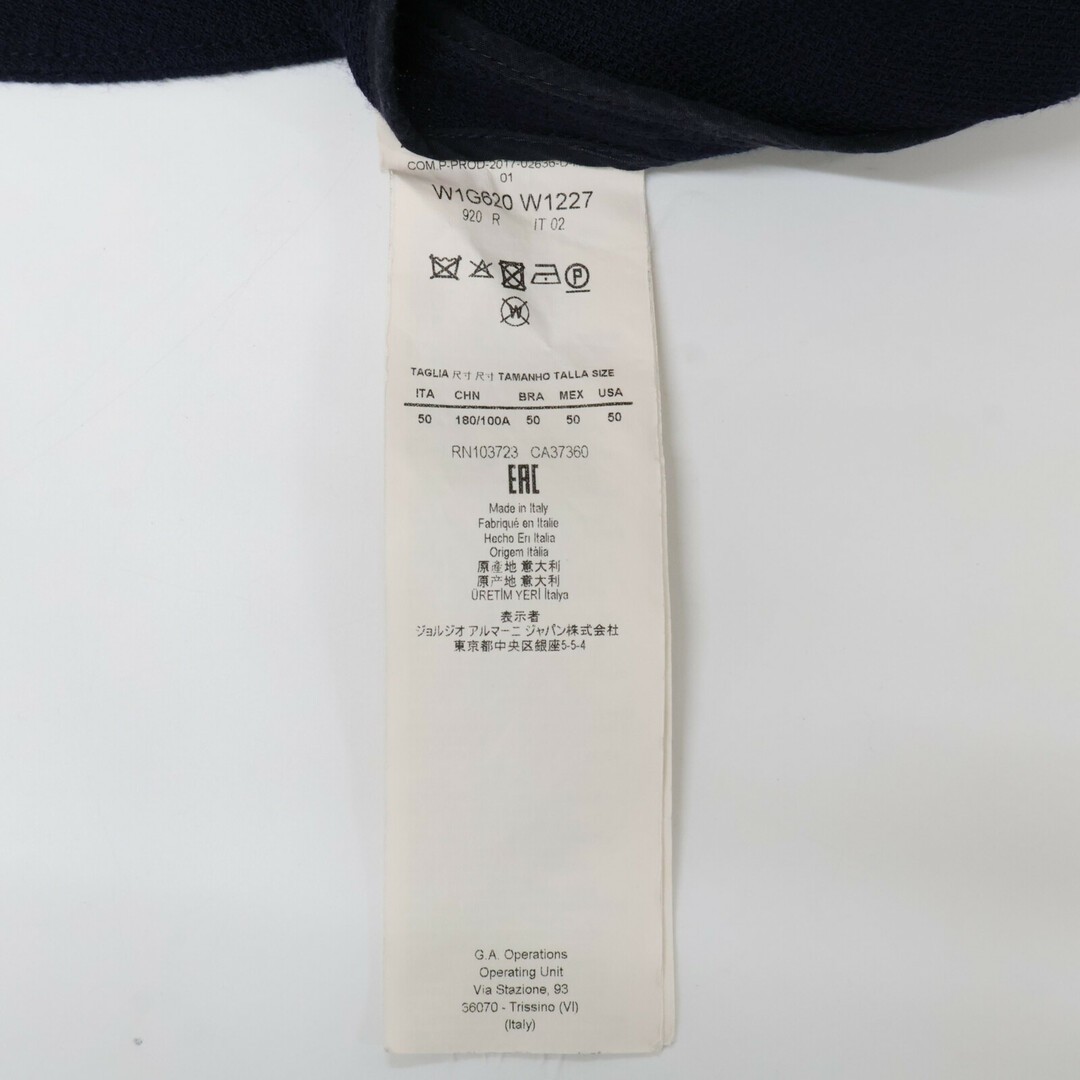 COM.P-PROD-2017-02636-D
01
W1G620 W1227
920 R IT 02
P
W
TAGLIA 尺寸 尺寸 TAMANHO TALLA SIZE
ITA CHN BRA MEX USA
50 180/100A 50 50 50
RN103723 CA37360
EAC
Made in Italy
Fabriqué en Italie
Hecho En Italia
Origem Itália
原產地 意大利
原产地 意大利
ÜRETİM YERİ İtalya
表示者
ジョルジオ アルマーニ ジャパン株式会社
東京都中央区銀座5-5-4
G.A. Operations
Operating Unit
Via Stazione, 93
36070 - Trissino (VI)
(Italy)